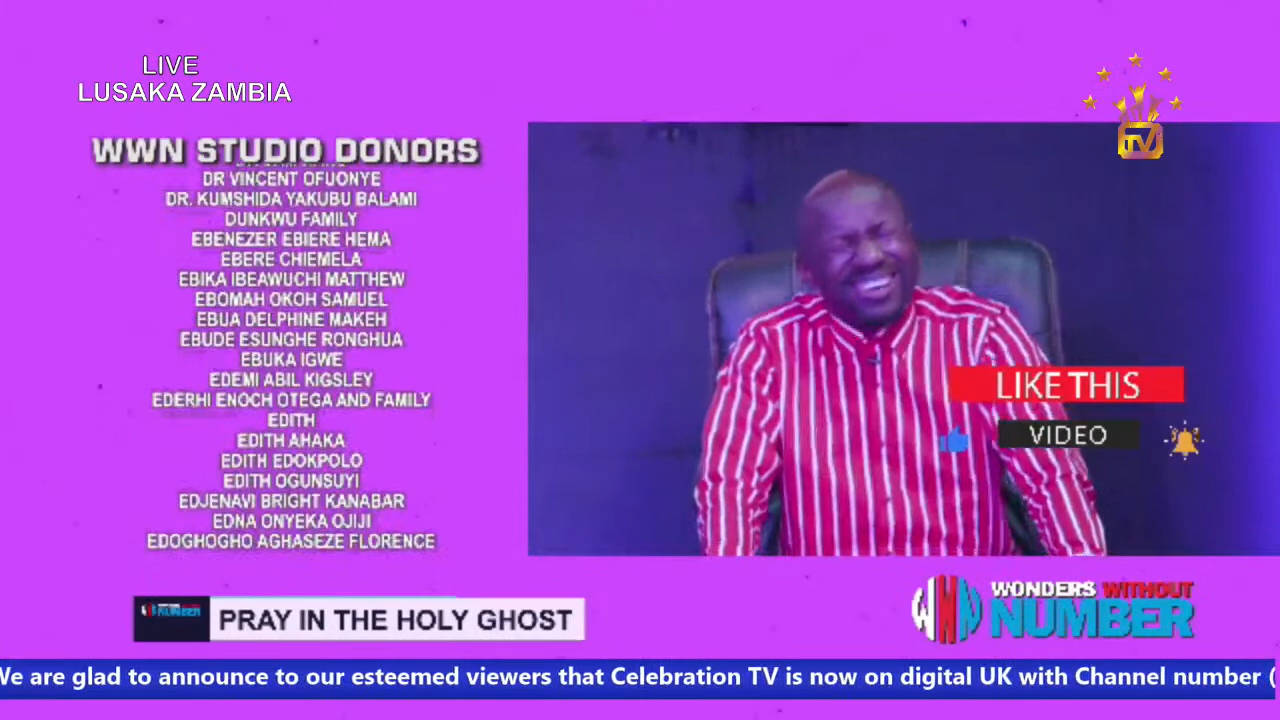 LIVE
LUSAKA ZAMBIA
TV
WWN STUDIO DONORS
DR VINCENT OFUONYE
DR. KUMSHIDA YAKUBU BALAMI
DUNKWU FAMILY
EBENEZER EBIERE HEMA
EBERE CHIEMELA
EBIKA IBEAWUCHI MATTHEW
EBOMAH OKOH SAMUEL
EBUA DELPHINE MAKEH
EBUDE ESUNGHE RONGHUA
EBUKA IGWE
EDEMI ABIL KIGSLEY
EDERHI ENOCH OTEGA AND FAMILY
EDITH
EDITH AHAKA
EDITH EDOKPOLO
EDITH OGUNSUYI
EDJENAVI BRIGHT KANABAR
EDNA ONYEKA OJIJI
EDOGHOGHO AGHASEZE FLORENCE
LIKE THIS
VIDEO
PRAY IN THE HOLY GHOST
WWN
WONDERS WITHOUT
NUMBER
We are glad to announce to our esteemed viewers that Celebration TV is now on digital UK with Channel number (